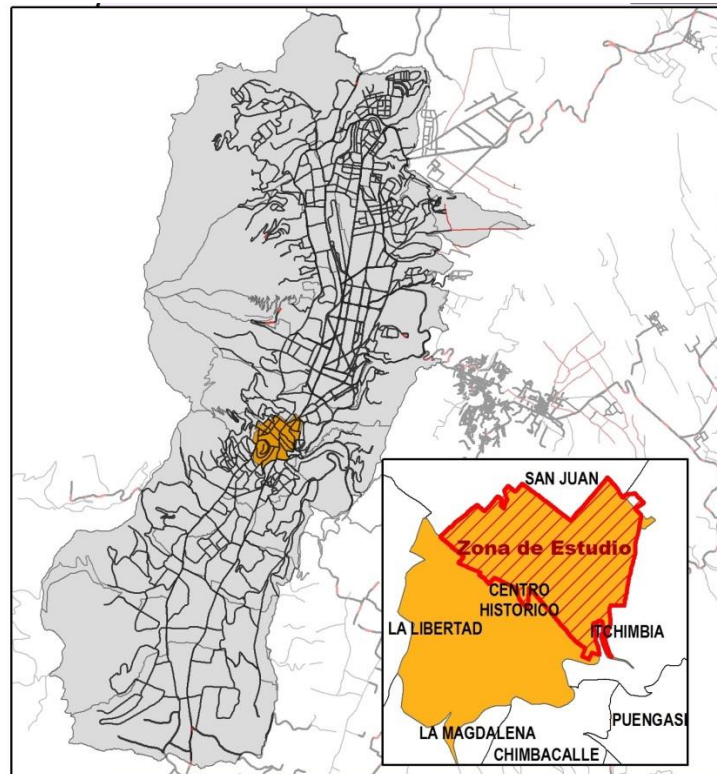 SAN JUAN
Zona de Estudio
CENTRO
HISTORICO
LA LIBERTAD
ITCHIMBIA
PUENGASI
LA MAGDALENA
CHIMBACALLE